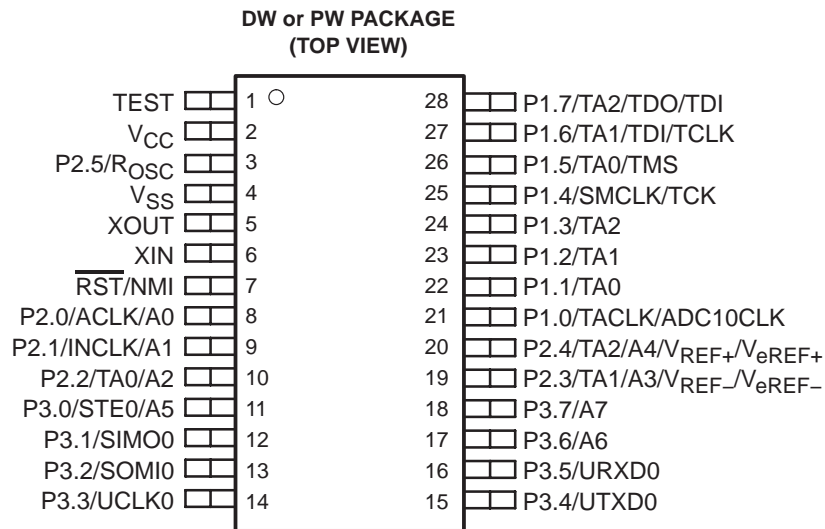 DW or PW PACKAGE
(TOP VIEW)
TEST 1 28 P1.7/TA2/TDO/TDI
VCC 2 27 P1.6/TA1/TDI/TCLK
P2.5/ROSC 3 26 P1.5/TA0/TMS
VSS 4 25 P1.4/SMCLK/TCK
XOUT 5 24 P1.3/TA2
XIN 6 23 P1.2/TA1
RST/NMI 7 22 P1.1/TA0
P2.0/ACLK/A0 8 21 P1.0/TACLK/ADC10CLK
P2.1/INCLK/A1 9 20 P2.4/TA2/A4/VREF+/VeREF+
P2.2/TA0/A2 10 19 P2.3/TA1/A3/VREF−/VeREF−
P3.0/STE0/A5 11 18 P3.7/A7
P3.1/SIMO0 12 17 P3.6/A6
P3.2/SOMI0 13 16 P3.5/URXD0
P3.3/UCLK0 14 15 P3.4/UTXD0